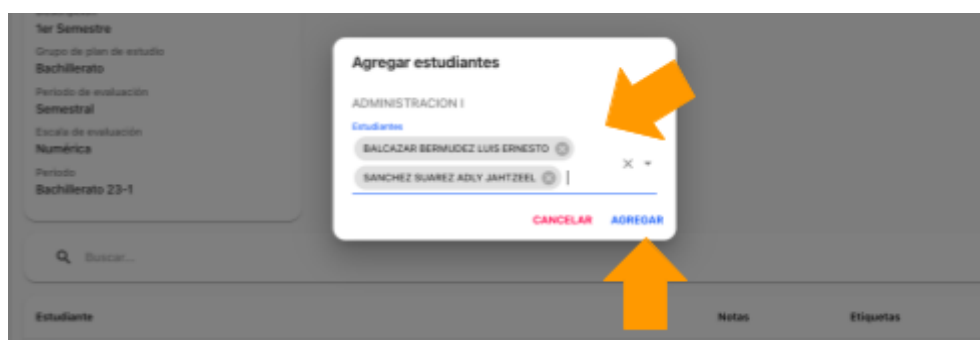 1er Semestre
Grupo de plan de estudio
Bachillerato
Periodo de evaluación
Semestral
Escala de evaluación
Numérica
Periodo
Bachillerato 23-1
Agregar estudiantes
ADMINISTRACION I
Estudiantes
BALCAZAR BERMUDEZ LUIS ERNESTO
SANCHEZ SUAREZ ADLY JAHTZEEL
CANCELAR AGREGAR
Buscar...
Estudiante Notas Etiquetas